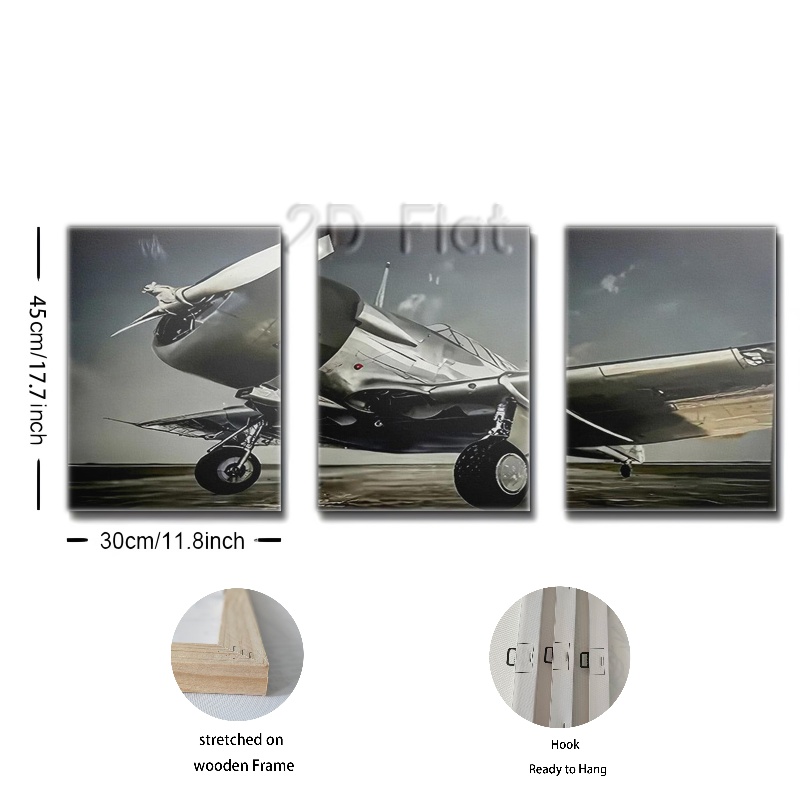 2D Flat
45cm/17.7inch
30cm/11.8inch
stretched on
wooden Frame
Hook
Ready to Hang